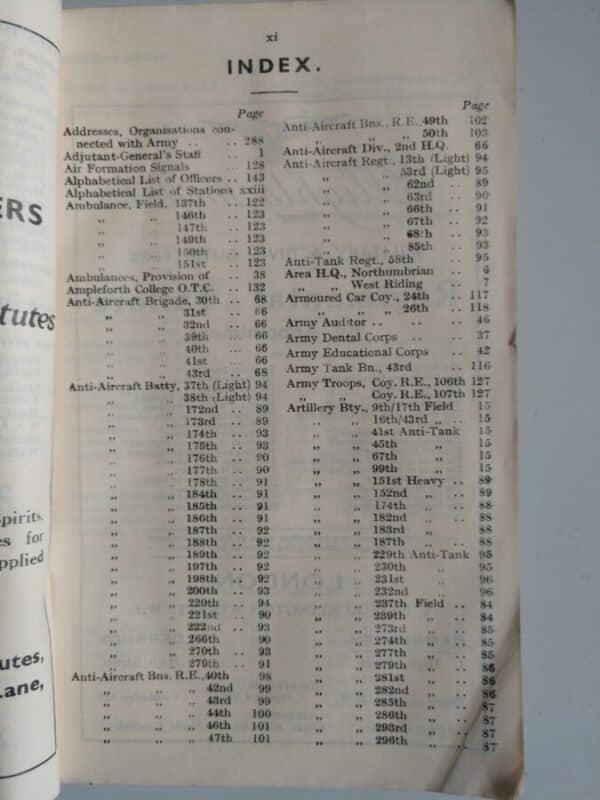 ERS
tutes
pirits.
es for
pplied
utes,
Lane,
xi
INDEX.
Page
Addresses, Organisations con-
nected with Army .. .. 288
Adjutant-General's Staff .. 1
Air Formation Signals .. 128
Alphabetical List of Officers .. 143
Alphabetical List of Stations xxiii
Ambulance, Field, 137th .. 122
„ „ 146th .. 123
„ „ 147th .. 123
„ „ 149th .. 123
„ „ 150th .. 123
„ „ 151st .. 123
Ambulances, Provision of 38
Ampleforth College O.T.C. .. 132
Anti-Aircraft Brigade, 30th .. 68
„ „ 31st .. 66
„ „ 32nd .. 66
„ „ 39th ... 66
„ „ 40th ... 66
„ „ 41st .. 66
„ „ 43rd .. 68
Anti-Aircraft Batty, 37th (Light) 94
„ „ 38th (Light) 94
„ „ 172nd .. 89
„ „ 173rd .. 89
„ „ 174th .. 93
„ „ 175th .. 93
„ „ 176th .. 90
„ „ 177th .. 90
„ „ 178th .. 91
„ „ 184th .. 91
„ „ 185th .. 91
„ „ 186th .. 91
„ „ 187th .. 92
„ „ 188th .. 92
„ „ 189th .. 92
„ „ 197th .. 92
„ „ 198th .. 92
„ „ 200th .. 93
„ „ 220th .. 94
„ „ 221st .. 90
„ „ 222nd .. 93
„ „ 266th .. 90
„ „ 270th .. 93
„ „ 279th .. 91
Anti-Aircraft Bns. R.E., 40th 98
„ „ „ 42nd 99
„ „ „ 43rd 99
„ „ „ 44th 100
„ „ „ 46th 101
„ „ „ 47th 101
Page
Anti-Aircraft Bns., R.E., 49th 102
„ „ 50th 103
Anti-Aircraft Div., 2nd H.Q. 66
Anti-Aircraft Regt., 13th (Light) 94
„ „ 53rd (Light) 95
„ „ 62nd .. 89
„ „ 63rd .. 90
„ „ 66th .. 91
„ „ 67th .. 92
„ „ 68th .. 93
„ „ 85th .. 93
Anti-Tank Regt., 58th .. 95
Area H.Q., Northumbrian .. 6
„ „ West Riding .. 7
Armoured Car Coy., 24th .. 117
„ „ „ 26th .. 118
Army Auditor .. .. .. 46
Army Dental Corps .. .. 37
Army Educational Corps .. 42
Army Tank Bn., 43rd .. 116
Army Troops, Coy. R.E., 106th 127
„ „ Coy. R.E., 107th 127
Artillery Bty., 9th/17th Field 15
„ „ 16th/43rd „ .. 15
„ „ 41st Anti-Tank 15
„ „ 45th „ 15
„ „ 67th „ 15
„ „ 99th „ 15
„ „ 151st Heavy .. 89
„ „ 152nd „ .. 89
„ „ 174th „ .. 88
„ „ 182nd „ .. 88
„ „ 183rd „ .. 88
„ „ 187th „ .. 88
„ „ 229th Anti-Tank 95
„ „ 230th „ 95
„ „ 231st „ 96
„ „ 232nd „ 96
„ „ 237th Field .. 84
„ „ 239th „ .. 84
„ „ 273rd „ .. 85
„ „ 274th „ .. 85
„ „ 277th „ .. 85
„ „ 279th „ .. 85
„ „ 281st „ .. 86
„ „ 282nd „ .. 86
„ „ 285th „ .. 87
„ „ 286th „ .. 87
„ „ 293rd „ .. 87
„ „ 296th „ .. 87